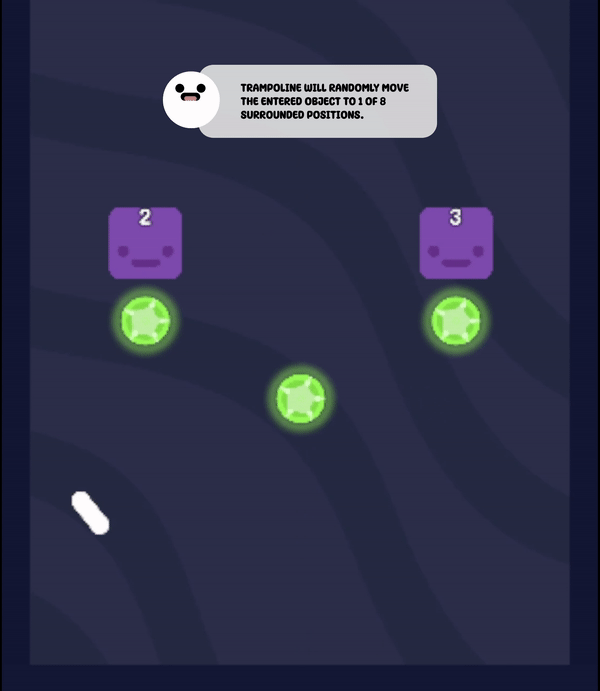 TRAMPOLINE WILL RANDOMLY MOVE
THE ENTERED OBJECT TO 1 OF 8
SURROUNDED POSITIONS.
2
3